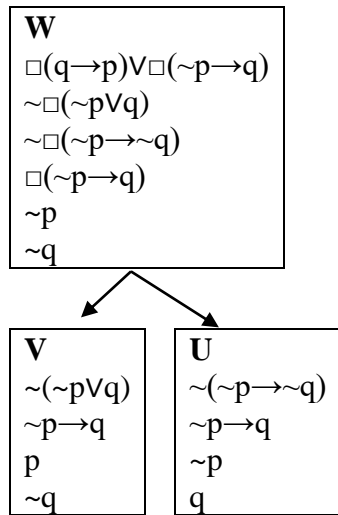 W
□(q→p)∨□(~p→q)
~□(~p∨q)
~□(~p→~q)
□(~p→q)
~p
~q
V
~(~p∨q)
~p→q
p
~q
U
~(~p→~q)
~p→q
~p
q